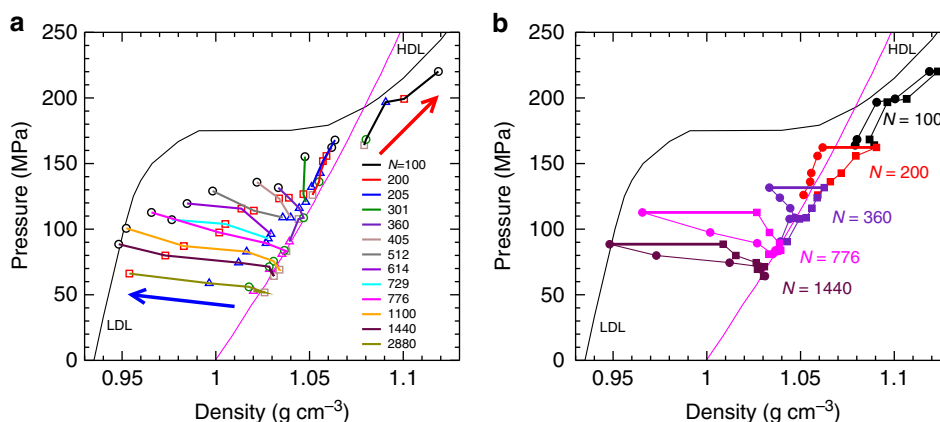 a
250
200
150
100
50
0
Pressure (MPa)
0.95
1
1.05
1.1
Density (g cm⁻³)
HDL
LDL
N=100
200
205
301
360
405
512
614
729
776
1100
1440
2880
b
250
200
150
100
50
0
Pressure (MPa)
0.95
1
1.05
1.1
Density (g cm⁻³)
HDL
LDL
N = 100
N = 200
N = 360
N = 776
N = 1440